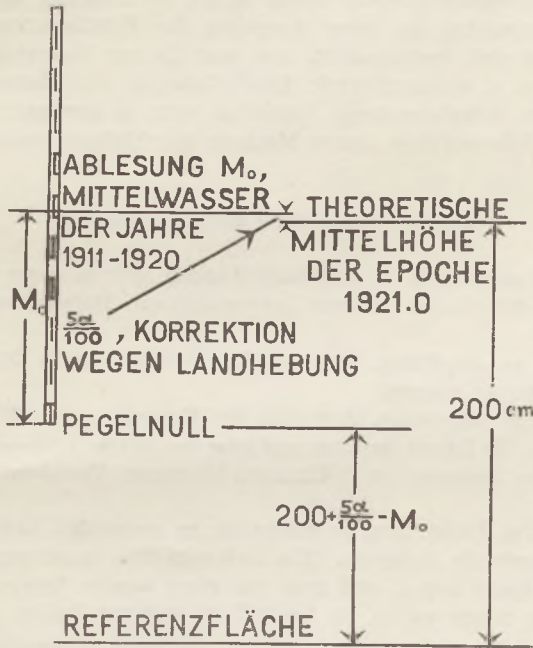 ABLESUNG M₀,
MITTELWASSER
DER JAHRE
1911-1920
THEORETISCHE
MITTELHÖHE
DER EPOCHE
1921.0
M₀
5α/100, KORREKTION
WEGEN LANDHEBUNG
200 cm
PEGELNULL
200+5α/100-M₀
REFERENZFLÄCHE